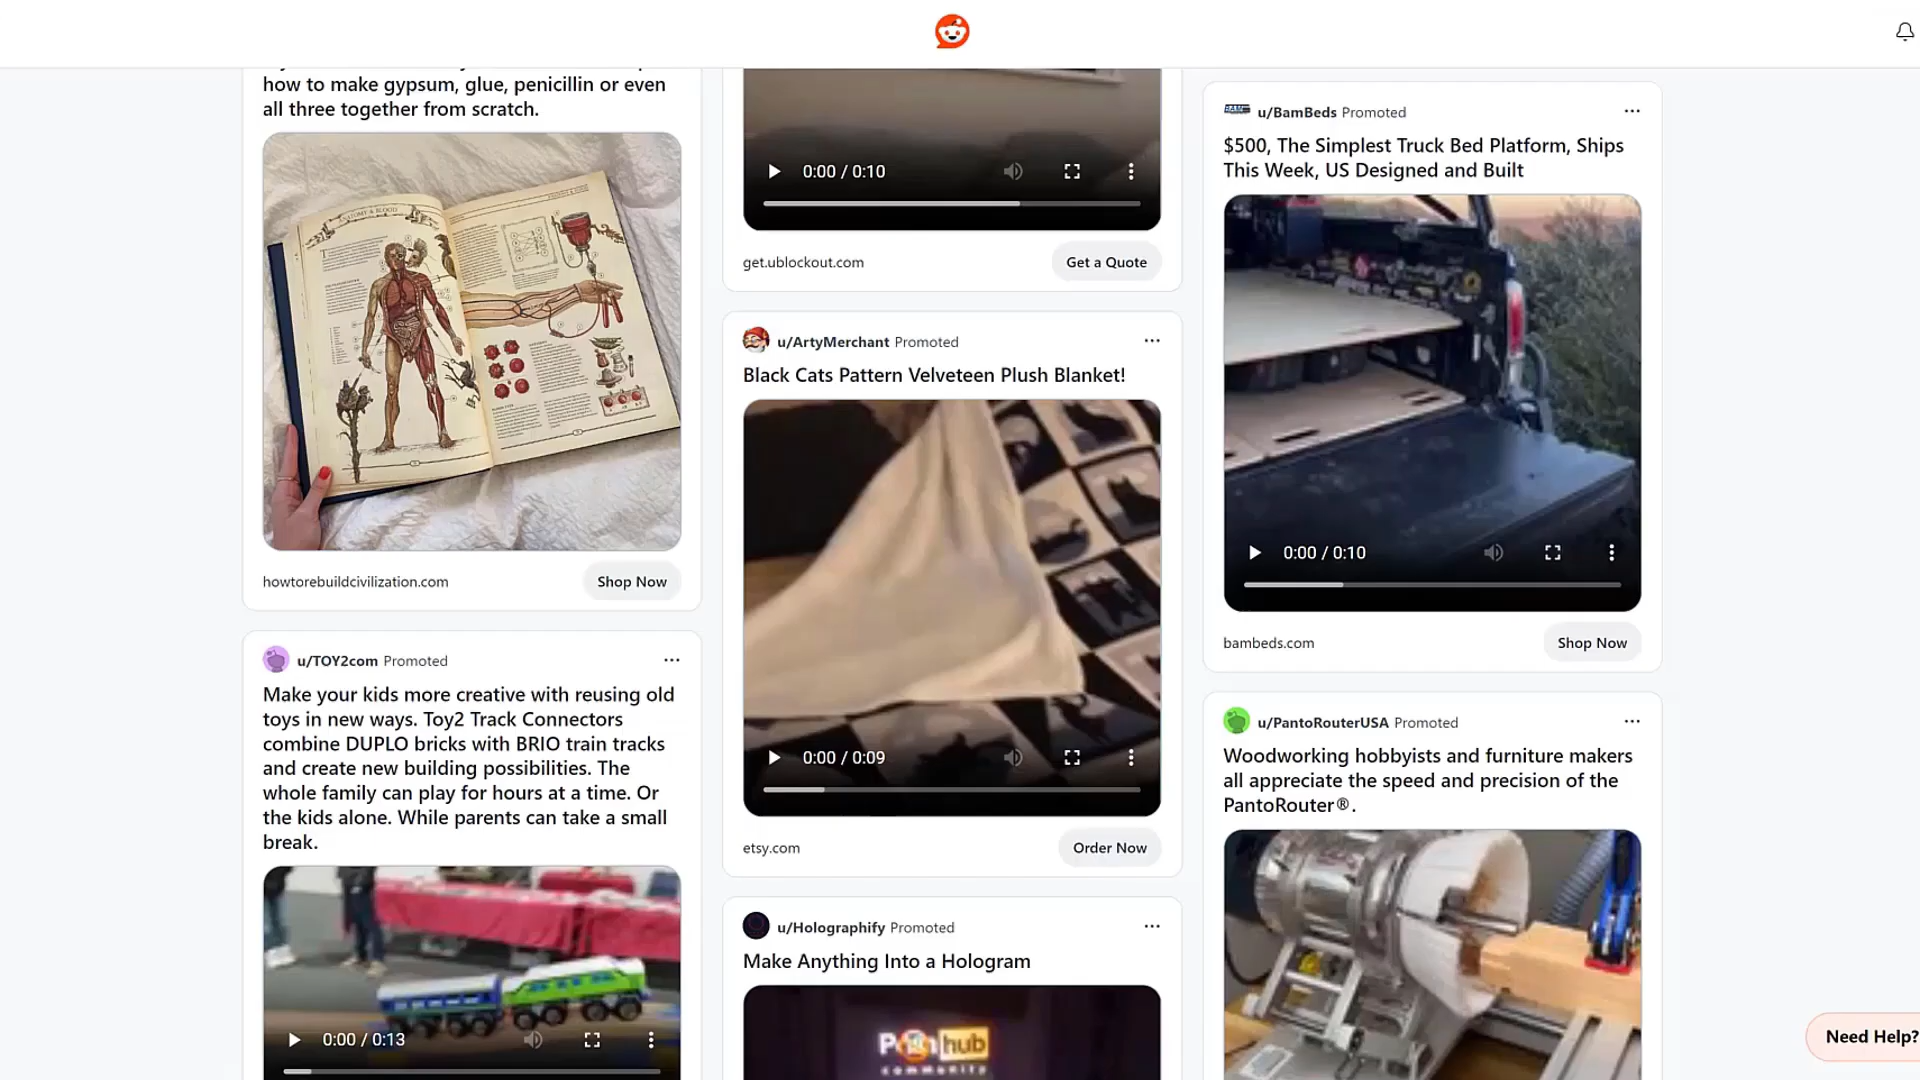 how to make gypsum, glue, penicillin or even
all three together from scratch.
ANATOMY & BLOOD
howtorebuildcivilization.com
Shop Now
u/TOY2com Promoted
Make your kids more creative with reusing old
toys in new ways. Toy2 Track Connectors
combine DUPLO bricks with BRIO train tracks
and create new building possibilities. The
whole family can play for hours at a time. Or
the kids alone. While parents can take a small
break.
0:00 / 0:13
0:00 / 0:10
get.ublockout.com
Get a Quote
u/ArtyMerchant Promoted
Black Cats Pattern Velveteen Plush Blanket!
0:00 / 0:09
etsy.com
Order Now
u/Holographify Promoted
Make Anything Into a Hologram
Pornhub
community
BAM
u/BamBeds Promoted
$500, The Simplest Truck Bed Platform, Ships
This Week, US Designed and Built
0:00 / 0:10
bambeds.com
Shop Now
u/PantoRouterUSA Promoted
Woodworking hobbyists and furniture makers
all appreciate the speed and precision of the
PantoRouter®.
Need Help?